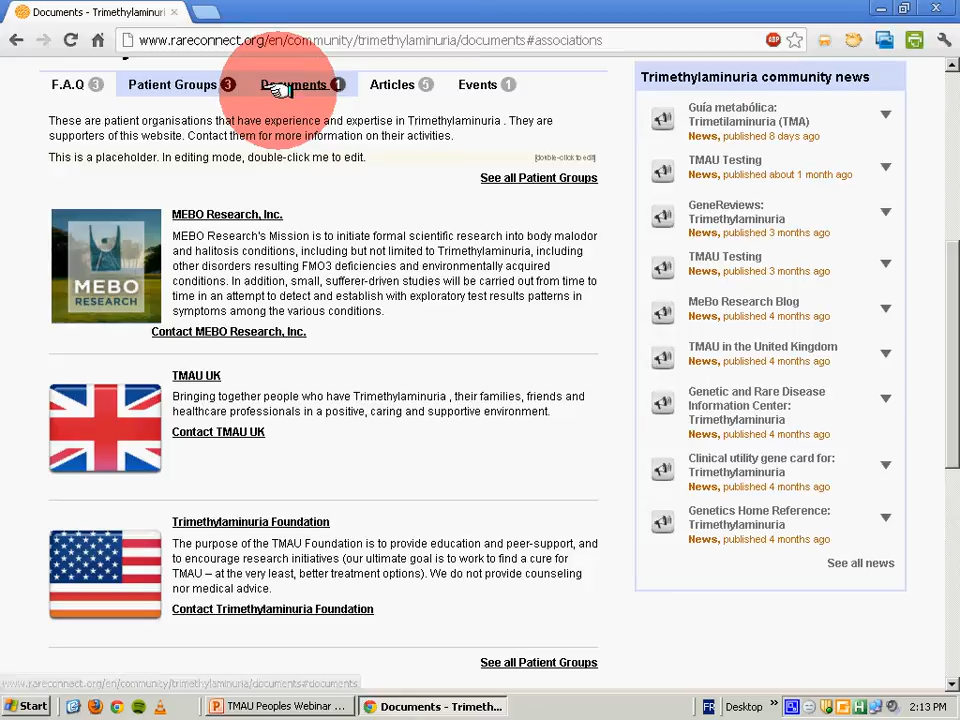 Documents - Trimethylaminuri
www.rareconnect.org/en/community/trimethylaminuria/documents#associations
ABP
F.A.Q 3 Patient Groups 3 Documents 1 Articles 5 Events 1
These are patient organisations that have experience and expertise in Trimethylaminuria . They are
supporters of this website. Contact them for more information on their activities.
This is a placeholder. In editing mode, double-click me to edit.
[double-click to edit]
See all Patient Groups
MEBO
RESEARCH
MEBO Research, Inc.
MEBO Research's Mission is to initiate formal scientific research into body malodor
and halitosis conditions, including but not limited to Trimethylaminuria, including
other disorders resulting FMO3 deficiencies and environmentally acquired
conditions. In addition, small, sufferer-driven studies will be carried out from time to
time in an attempt to detect and establish with exploratory test results patterns in
symptoms among the various conditions.
Contact MEBO Research, Inc.
TMAU UK
Bringing together people who have Trimethylaminuria , their families, friends and
healthcare professionals in a positive, caring and supportive environment.
Contact TMAU UK
Trimethylaminuria Foundation
The purpose of the TMAU Foundation is to provide education and peer-support, and
to encourage research initiatives (our ultimate goal is to work to find a cure for
TMAU – at the very least, better treatment options). We do not provide counseling
nor medical advice.
Contact Trimethylaminuria Foundation
See all Patient Groups
Trimethylaminuria community news
Guía metabólica:
Trimetilaminuria (TMA)
News, published 8 days ago
TMAU Testing
News, published about 1 month ago
GeneReviews:
Trimethylaminuria
News, published 3 months ago
TMAU Testing
News, published 3 months ago
MeBo Research Blog
News, published 4 months ago
TMAU in the United Kingdom
News, published 4 months ago
Genetic and Rare Disease
Information Center:
Trimethylaminuria
News, published 4 months ago
Clinical utility gene card for:
Trimethylaminuria
News, published 4 months ago
Genetics Home Reference:
Trimethylaminuria
News, published 4 months ago
See all news
www.rareconnect.org/en/community/trimethylaminuria/documents#documents
Start
TMAU Peoples Webinar ...
Documents - Trimeth...
FR
Desktop
2:13 PM